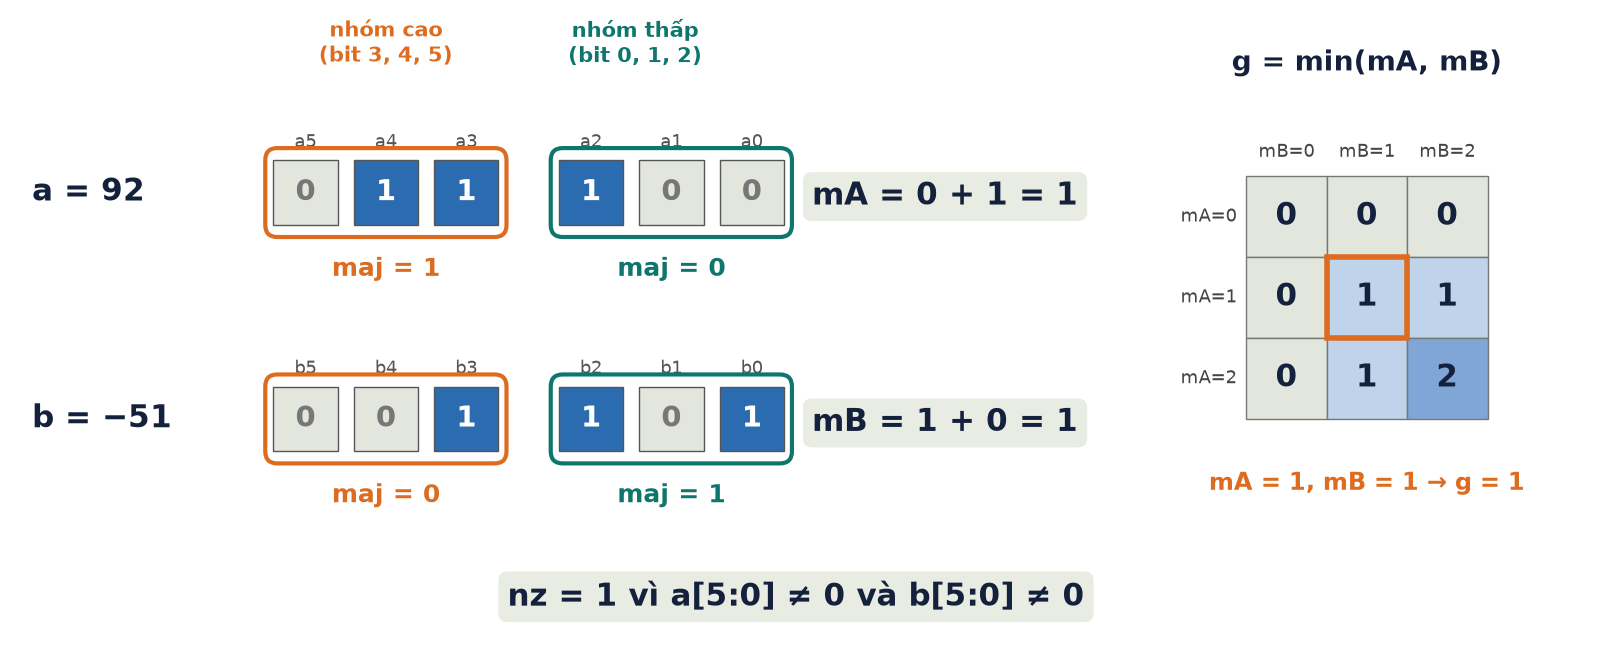 nhóm cao
(bit 3, 4, 5)
nhóm thấp
(bit 0, 1, 2)
a5 a4 a3 a2 a1 a0
a = 92
0 1 1 1 0 0
mA = 0 + 1 = 1
maj = 1
maj = 0
b5 b4 b3 b2 b1 b0
b = −51
0 0 1 1 0 1
mB = 1 + 0 = 1
maj = 0
maj = 1
g = min(mA, mB)
mB=0 mB=1 mB=2
mA=0 0 0 0
mA=1 0 1 1
mA=2 0 1 2
mA = 1, mB = 1 → g = 1
nz = 1 vì a[5:0] ≠ 0 và b[5:0] ≠ 0